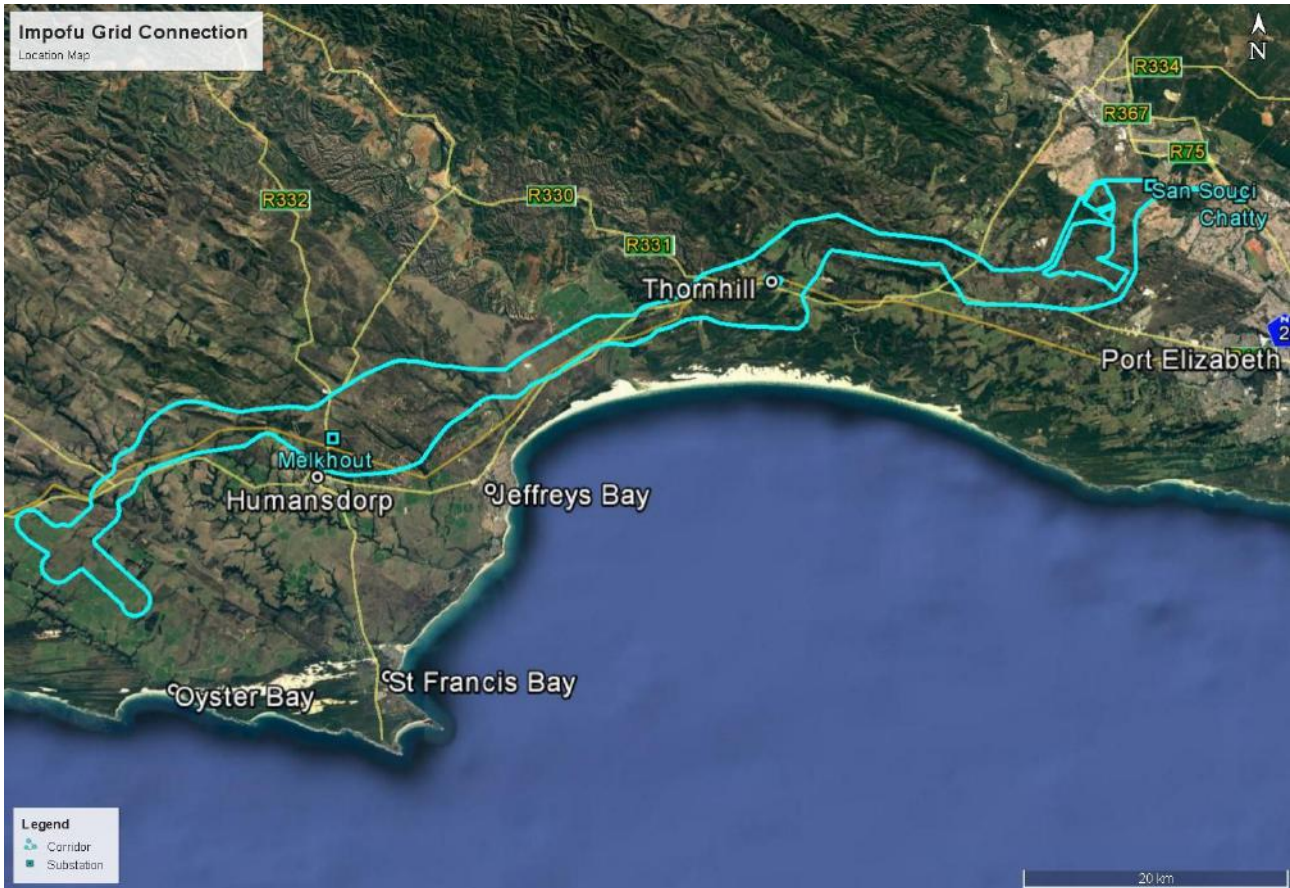 Impofu Grid Connection
Location Map
N
R334
R367
R75
San Souci
Chatty
R332
R330
R331
Thornhill
N
2
Port Elizabeth
Melkhout
Humansdorp
Jeffreys Bay
Oyster Bay
St Francis Bay
Legend
Corridor
Substation
20 km